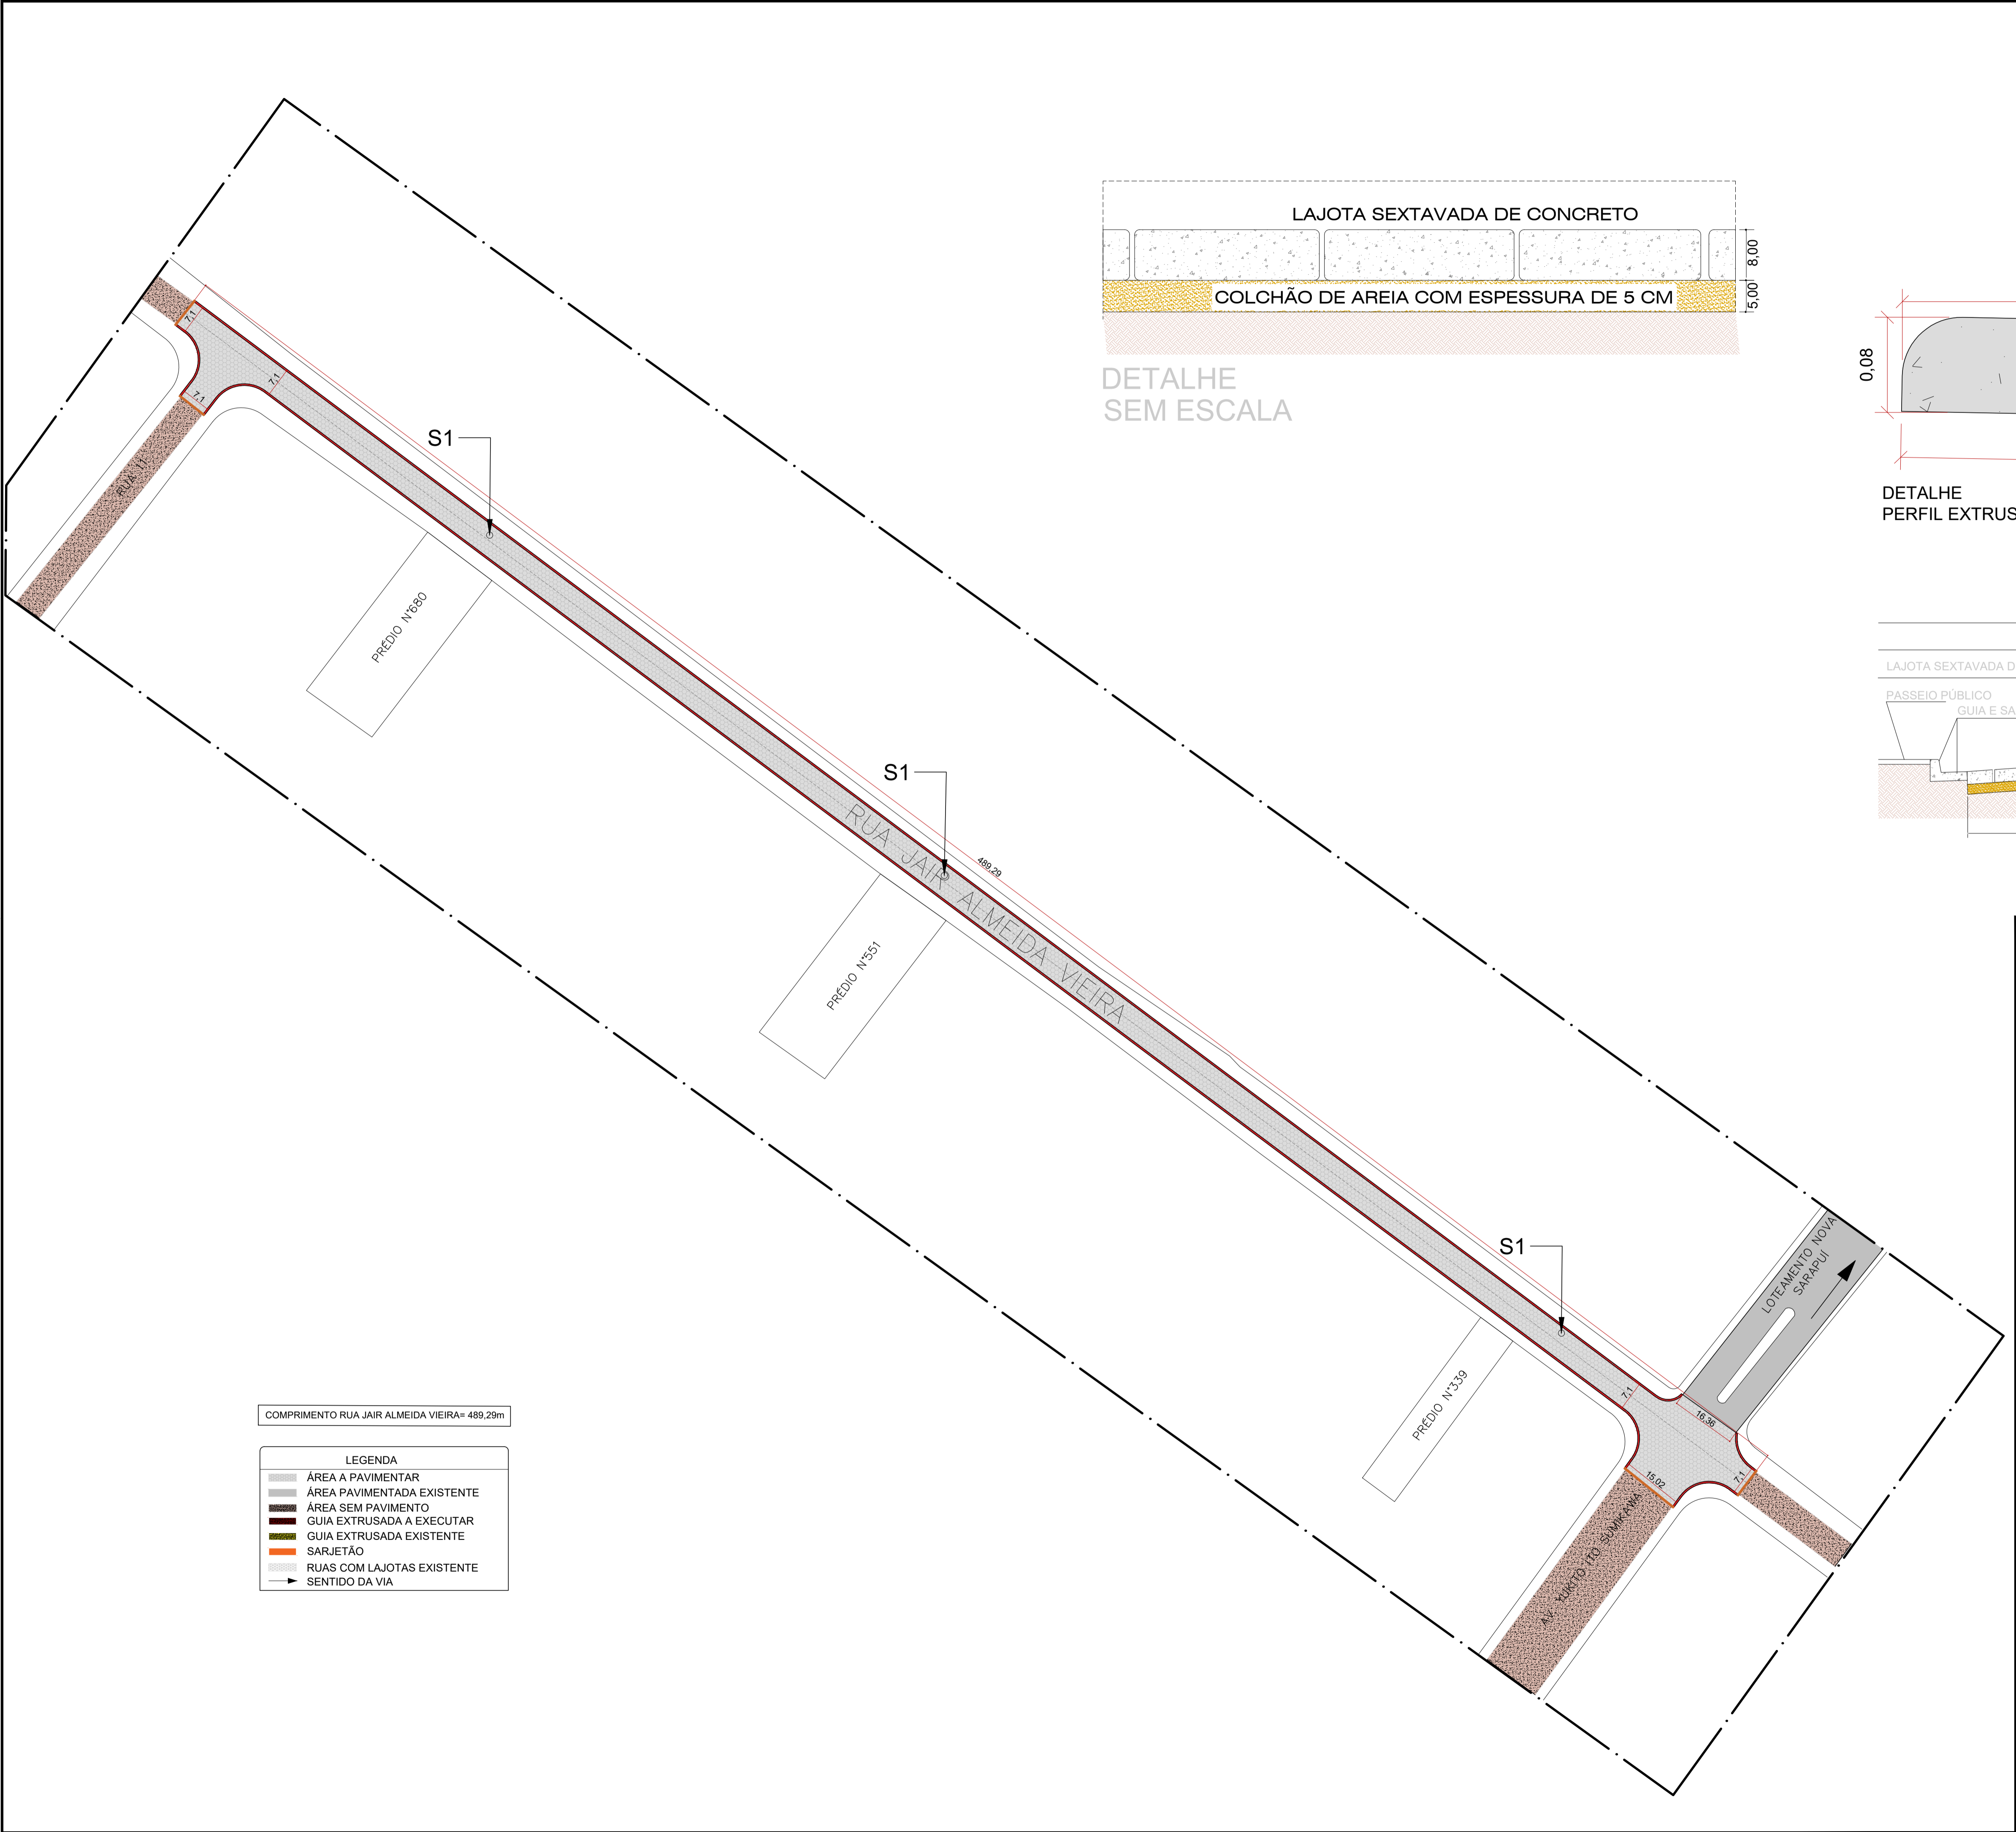 LAJOTA SEXTAVADA DE CONCRETO
8,00
COLCHÃO DE AREIA COM ESPESSURA DE 5 CM
5,00
DETALHE
SEM ESCALA
0,08
DETALHE
PERFIL EXTRUS
LAJOTA SEXTAVADA D
PASSEIO PÚBLICO
GUIA E SA
7,1
7,1
7,1
RUA 11
S1
PRÉDIO N°680
S1
RUA JAIR ALMEIDA VIEIRA
489,29
PRÉDIO N°551
S1
LOTEAMENTO NOVA
SARAPUÍ
PRÉDIO N°339
7,1
16,36
15,02
7,1
AV. YUKITO ITO SUMIKAWA
COMPRIMENTO RUA JAIR ALMEIDA VIEIRA= 489,29m
LEGENDA
ÁREA A PAVIMENTAR
ÁREA PAVIMENTADA EXISTENTE
ÁREA SEM PAVIMENTO
GUIA EXTRUSADA A EXECUTAR
GUIA EXTRUSADA EXISTENTE
SARJETÃO
RUAS COM LAJOTAS EXISTENTE
SENTIDO DA VIA